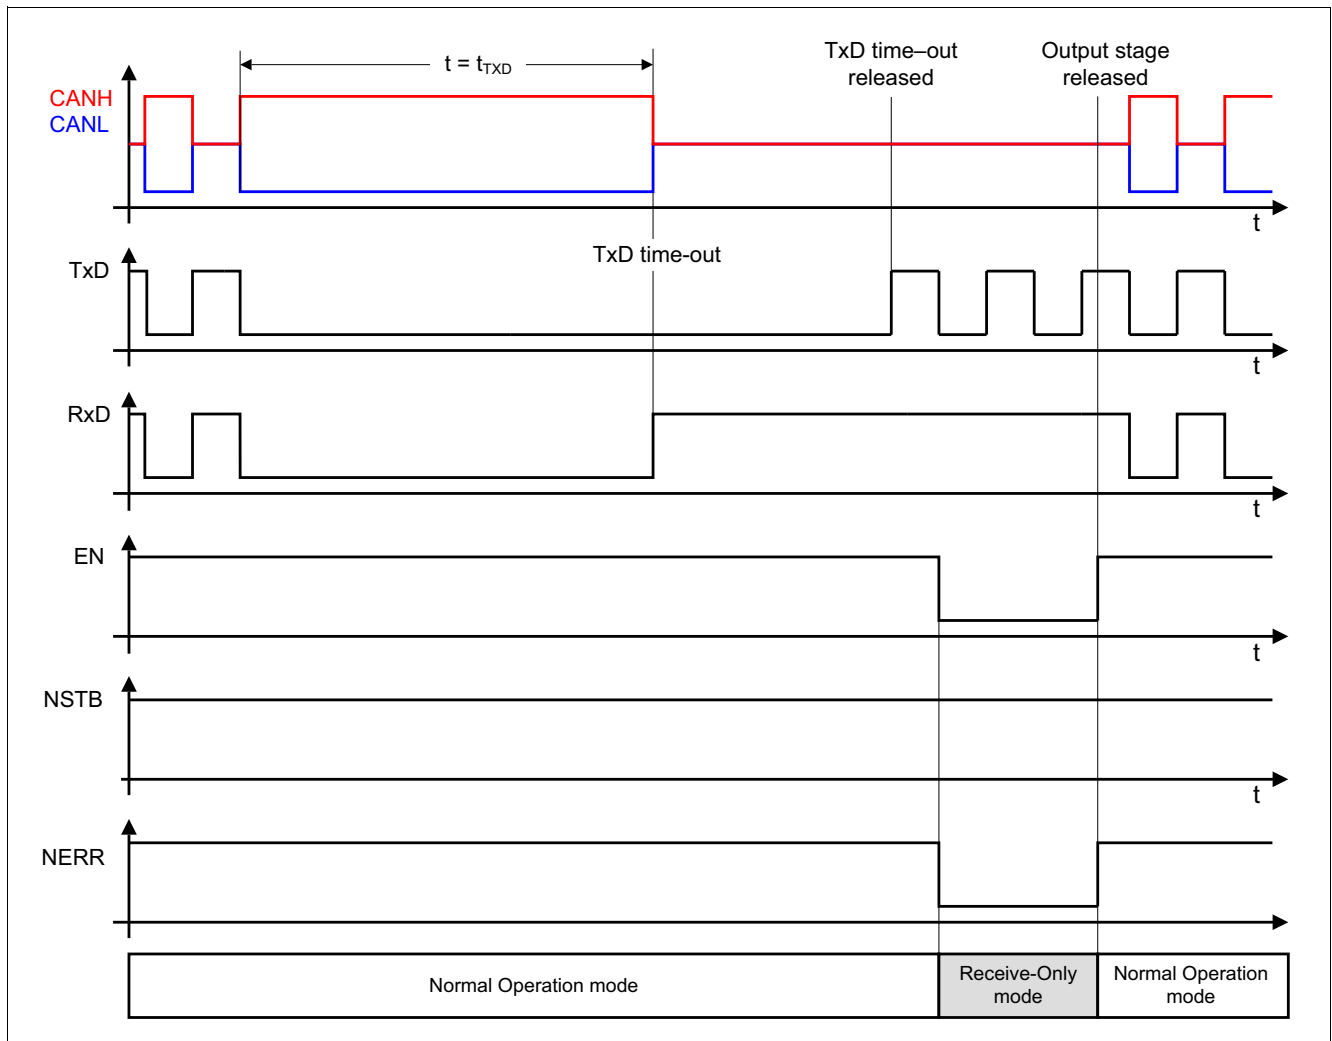 TxD time–out released
Output stage released
t = tTXD
CANH
CANL
t
TxD time-out
TxD
t
RxD
t
EN
t
NSTB
t
NERR
Normal Operation mode
Receive-Only mode
Normal Operation mode